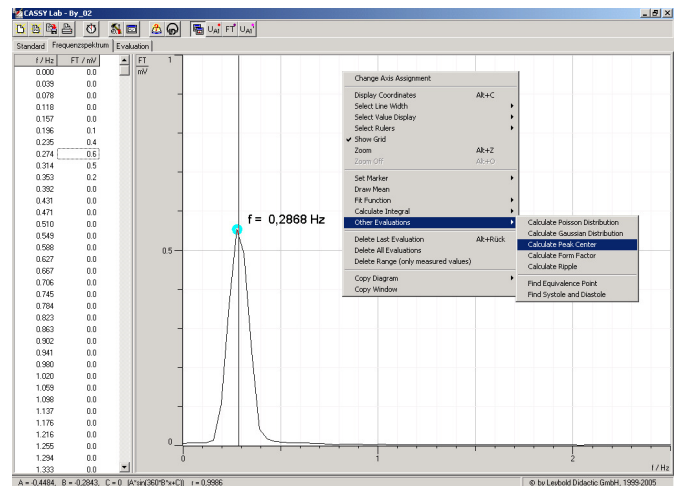 CASSY Lab - By_02
Standard Frequenzspektrum Evaluation
f / Hz FT / mV
0.000 0.0
0.039 0.0
0.078 0.0
0.118 0.0
0.157 0.0
0.196 0.1
0.235 0.4
0.274 0.6
0.314 0.5
0.353 0.2
0.392 0.0
0.431 0.0
0.471 0.0
0.510 0.0
0.549 0.0
0.588 0.0
0.627 0.0
0.667 0.0
0.706 0.0
0.745 0.0
0.784 0.0
0.823 0.0
0.863 0.0
0.902 0.0
0.941 0.0
0.980 0.0
1.020 0.0
1.059 0.0
1.098 0.0
1.137 0.0
1.176 0.0
1.216 0.0
1.255 0.0
1.294 0.0
1.333 0.0
FT
mV
1
0.5
0
f = 0,2868 Hz
0 1 2
f / Hz
Change Axis Assignment
Display Coordinates Alt+C
Select Line Width
Select Value Display
Select Rulers
Show Grid
Zoom Alt+Z
Zoom Off Alt+O
Set Marker
Draw Mean
Fit Function
Calculate Integral
Other Evaluations
Delete Last Evaluation Alt+Rück
Delete All Evaluations
Delete Range (only measured values)
Copy Diagram
Copy Window
Calculate Poisson Distribution
Calculate Gaussian Distribution
Calculate Peak Center
Calculate Form Factor
Calculate Ripple
Find Equivalence Point
Find Systole and Diastole
A = -0,4484, B = -0,2843, C = 0 (A*sin(360*B*x+C)) r = 0,9986
© by Leybold Didactic GmbH, 1999-2005